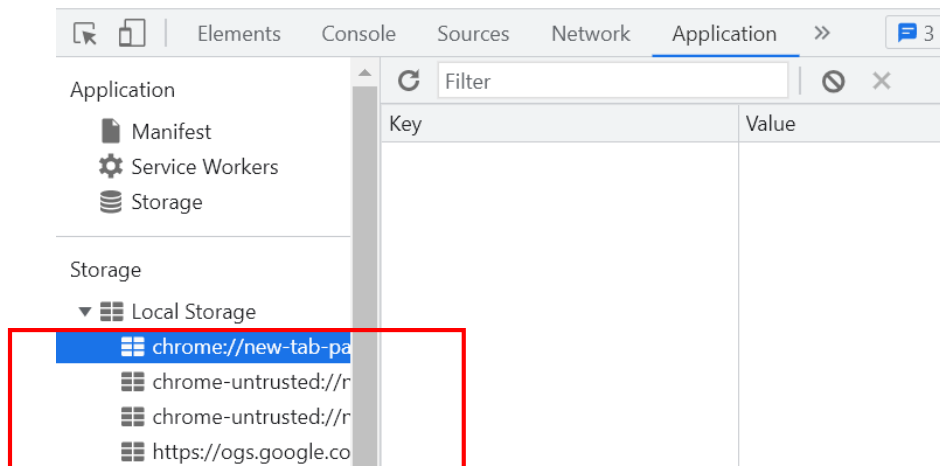 Elements Console Sources Network Application » 3
Application
Filter
Manifest
Key Value
Service Workers
Storage
Storage
Local Storage
chrome://new-tab-pa
chrome-untrusted://n
chrome-untrusted://n
https://ogs.google.co